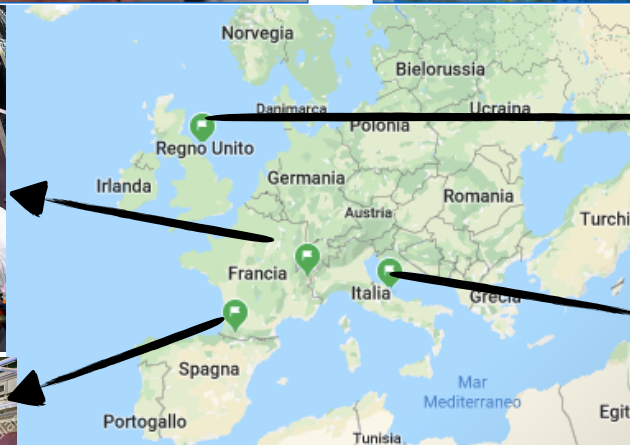 Norvegia
Bielorussia
Danimarca
Ucraina
Polonia
Regno Unito
Irlanda
Germania
Romania
Austria
Turchi
Francia
Italia
Grecia
Spagna
Mar
Mediterraneo
Portogallo
Egit
Tunisia